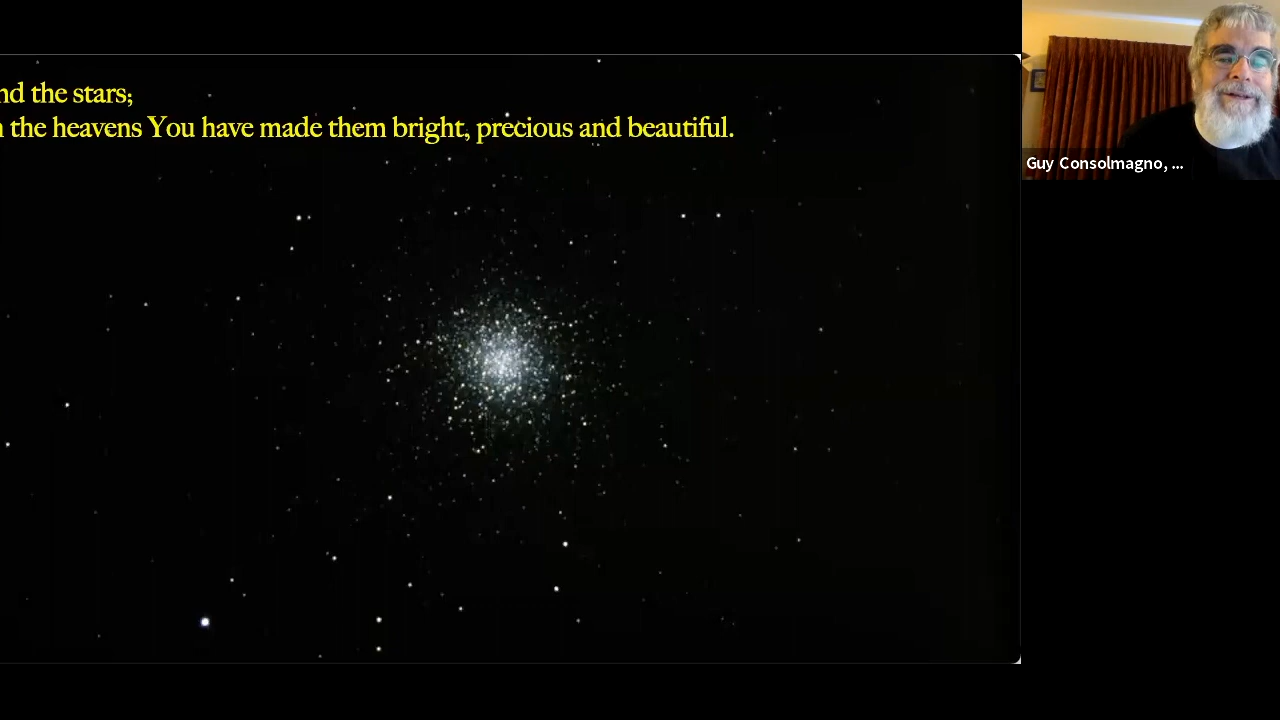 nd the stars;
the heavens You have made them bright, precious and beautiful.
Guy Consolmagno, ...